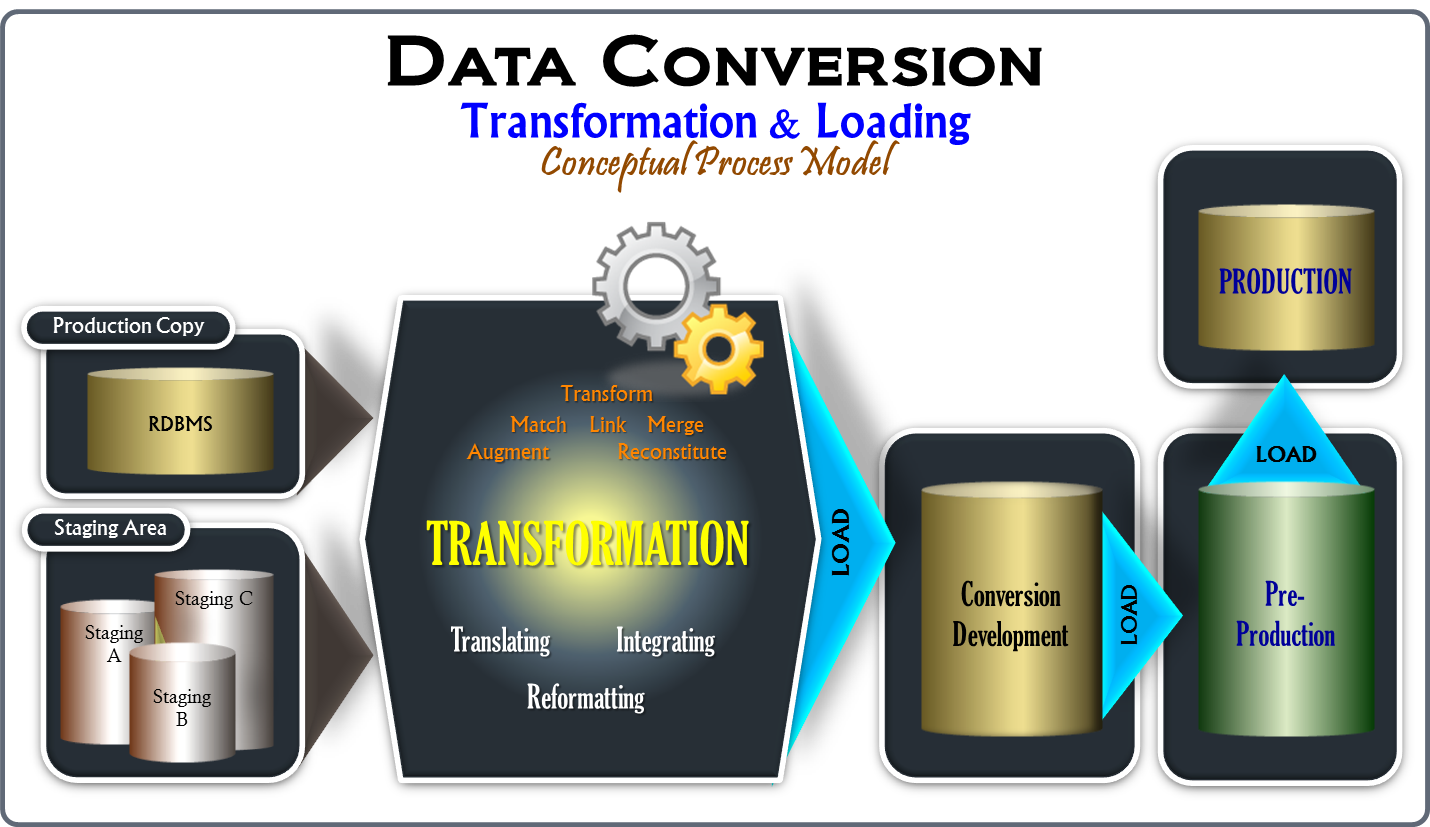 DATA CONVERSION
Transformation & Loading
Conceptual Process Model
Production Copy
RDBMS
Staging Area
Staging C
Staging
A
Staging
B
Transform
Match Link Merge
Augment Reconstitute
TRANSFORMATION
Translating Integrating
Reformatting
LOAD
Conversion
Development
LOAD
Pre-
Production
LOAD
PRODUCTION